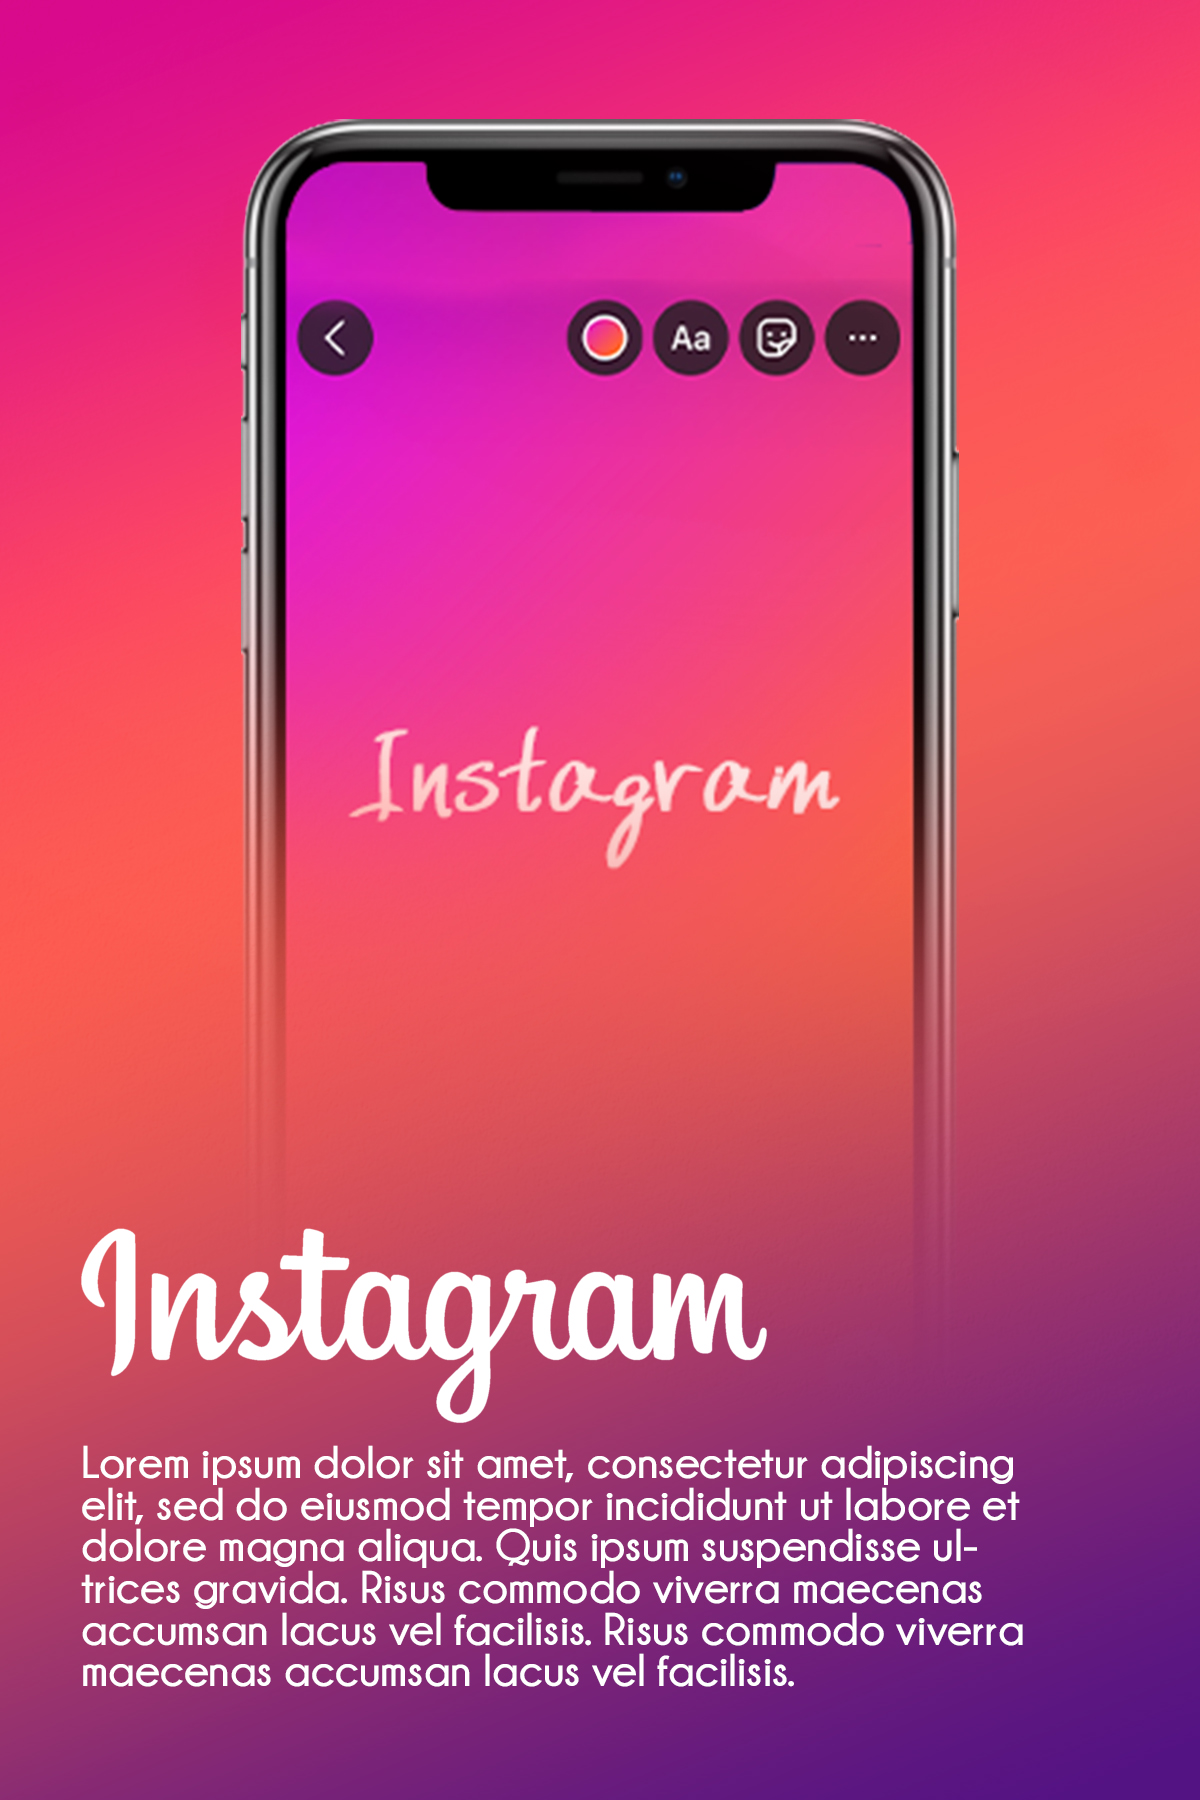 Aa
Instagram
Instagram
Lorem ipsum dolor sit amet, consectetur adipiscing
elit, sed do eiusmod tempor incididunt ut labore et
dolore magna aliqua. Quis ipsum suspendisse ul-
trices gravida. Risus commodo viverra maecenas
accumsan lacus vel facilisis. Risus commodo viverra
maecenas accumsan lacus vel facilisis.